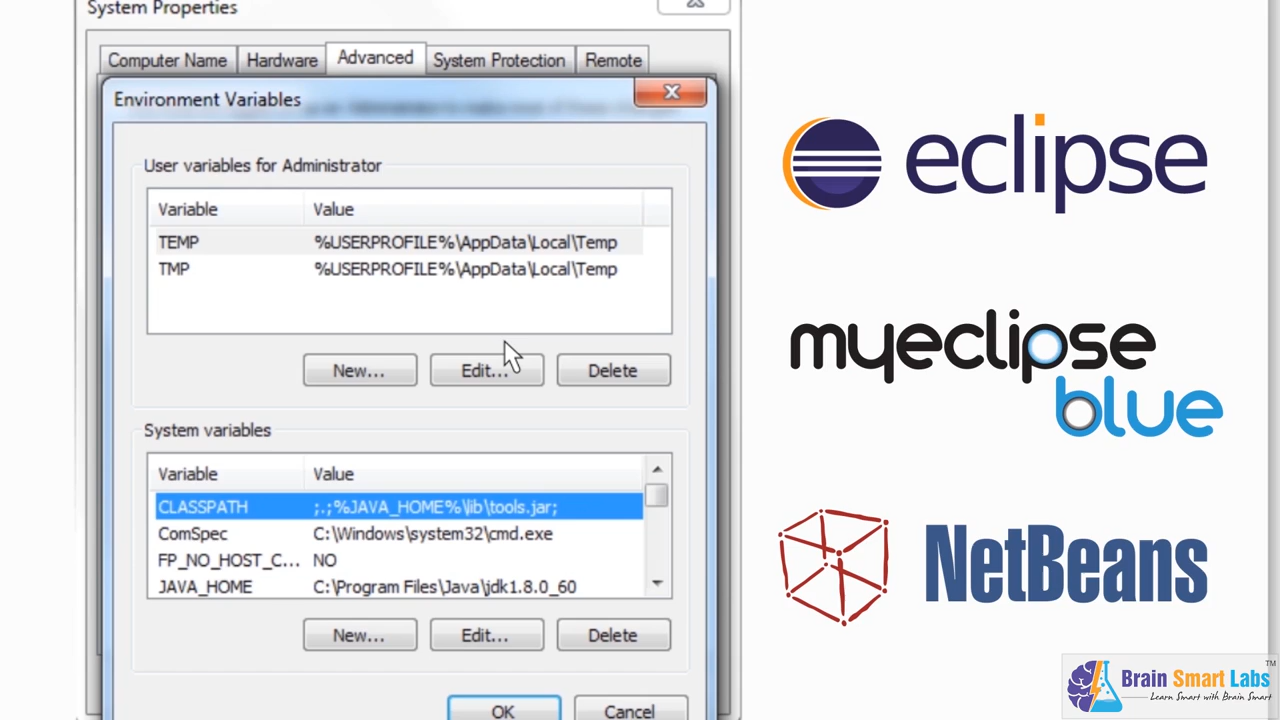 System Properties
Computer Name
Hardware
Advanced
System Protection
Remote
Environment Variables
User variables for Administrator
Variable Value
TEMP %USERPROFILE%\AppData\Local\Temp
TMP %USERPROFILE%\AppData\Local\Temp
New... Edit... Delete
System variables
Variable Value
CLASSPATH ;.;%JAVA_HOME%\lib\tools.jar;
ComSpec C:\Windows\system32\cmd.exe
FP_NO_HOST_C... NO
JAVA_HOME C:\Program Files\Java\jdk1.8.0_60
New... Edit... Delete
OK Cancel
eclipse
myeclipse
blue
NetBeans
Brain Smart Labs TM
Learn Smart with Brain Smart